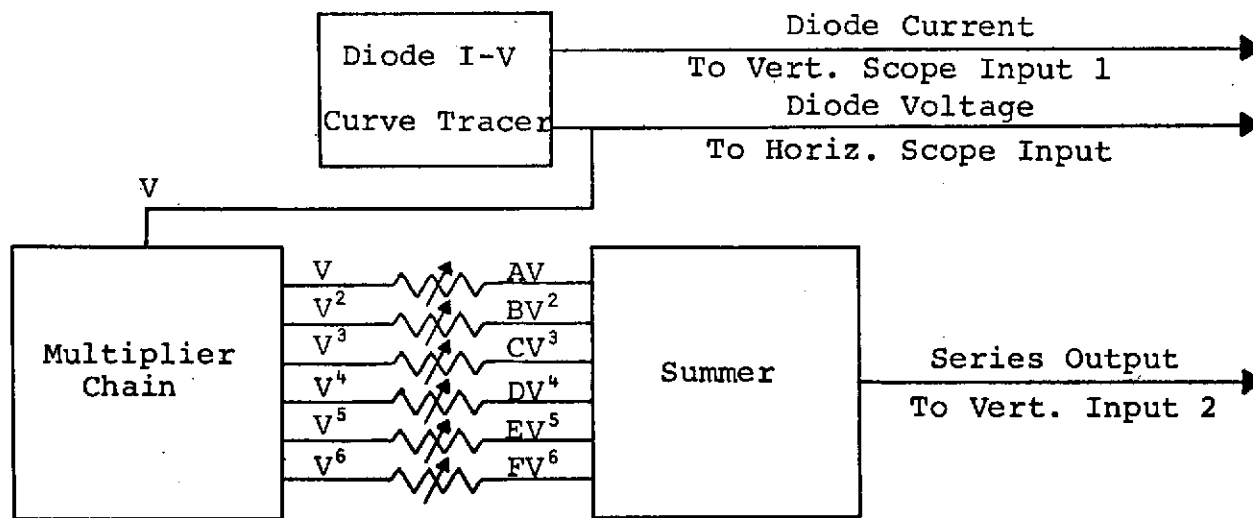 Diode I-V
Curve Tracer
Diode Current
To Vert. Scope Input 1
Diode Voltage
To Horiz. Scope Input
V
Multiplier
Chain
V
V²
V³
V⁴
V⁵
V⁶
AV
BV²
CV³
DV⁴
EV⁵
FV⁶
Summer
Series Output
To Vert. Input 2